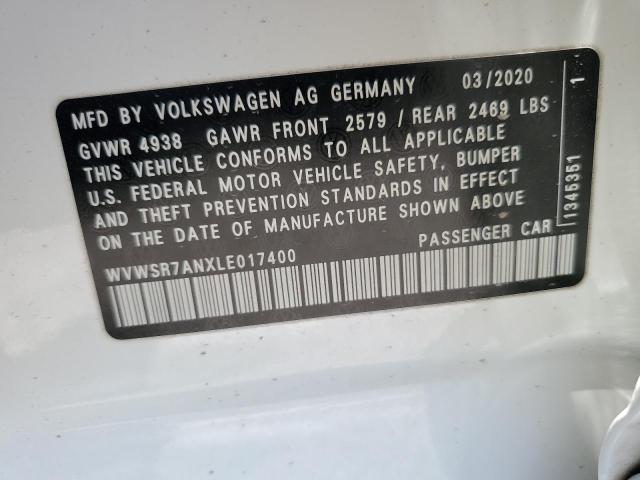 MFD BY VOLKSWAGEN AG GERMANY 03/2020
GVWR 4938 GAWR FRONT 2579 / REAR 2469 LBS
THIS VEHICLE CONFORMS TO ALL APPLICABLE
U.S. FEDERAL MOTOR VEHICLE SAFETY, BUMPER
AND THEFT PREVENTION STANDARDS IN EFFECT
ON THE DATE OF MANUFACTURE SHOWN ABOVE
WVWSR7ANXLE017400 PASSENGER CAR
1345351 1